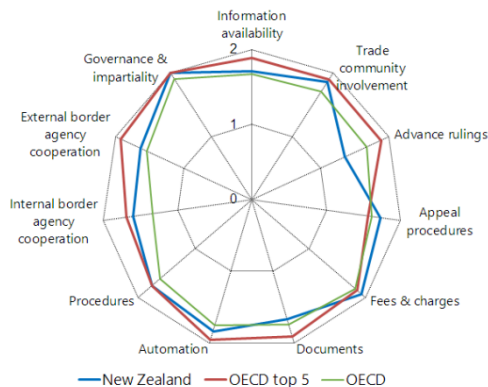 Information
availability
2
Governance &
impartiality
Trade
community
involvement
External border
agency
cooperation
1
Advance rulings
Internal border
agency
cooperation
0
Appeal
procedures
Procedures
Fees & charges
Automation
Documents
New Zealand
OECD top 5
OECD